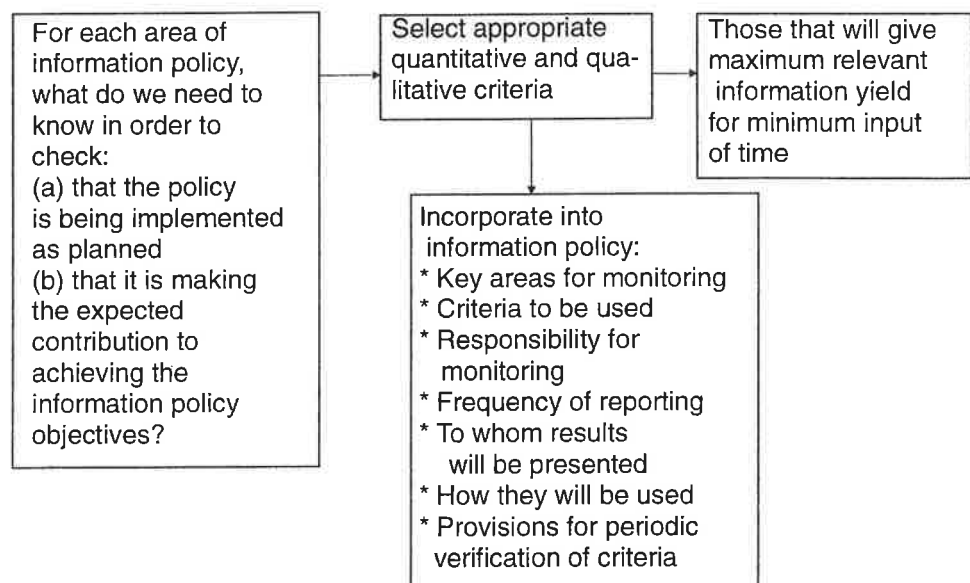 For each area of
information policy,
what do we need to
know in order to
check:
(a) that the policy
is being implemented
as planned
(b) that it is making
the expected
contribution to
achieving the
information policy
objectives?
Select appropriate
quantitative and qua-
litative criteria
Those that will give
maximum relevant
information yield
for minimum input
of time
Incorporate into
information policy:
* Key areas for monitoring
* Criteria to be used
* Responsibility for
monitoring
* Frequency of reporting
* To whom results
will be presented
* How they will be used
* Provisions for periodic
verification of criteria